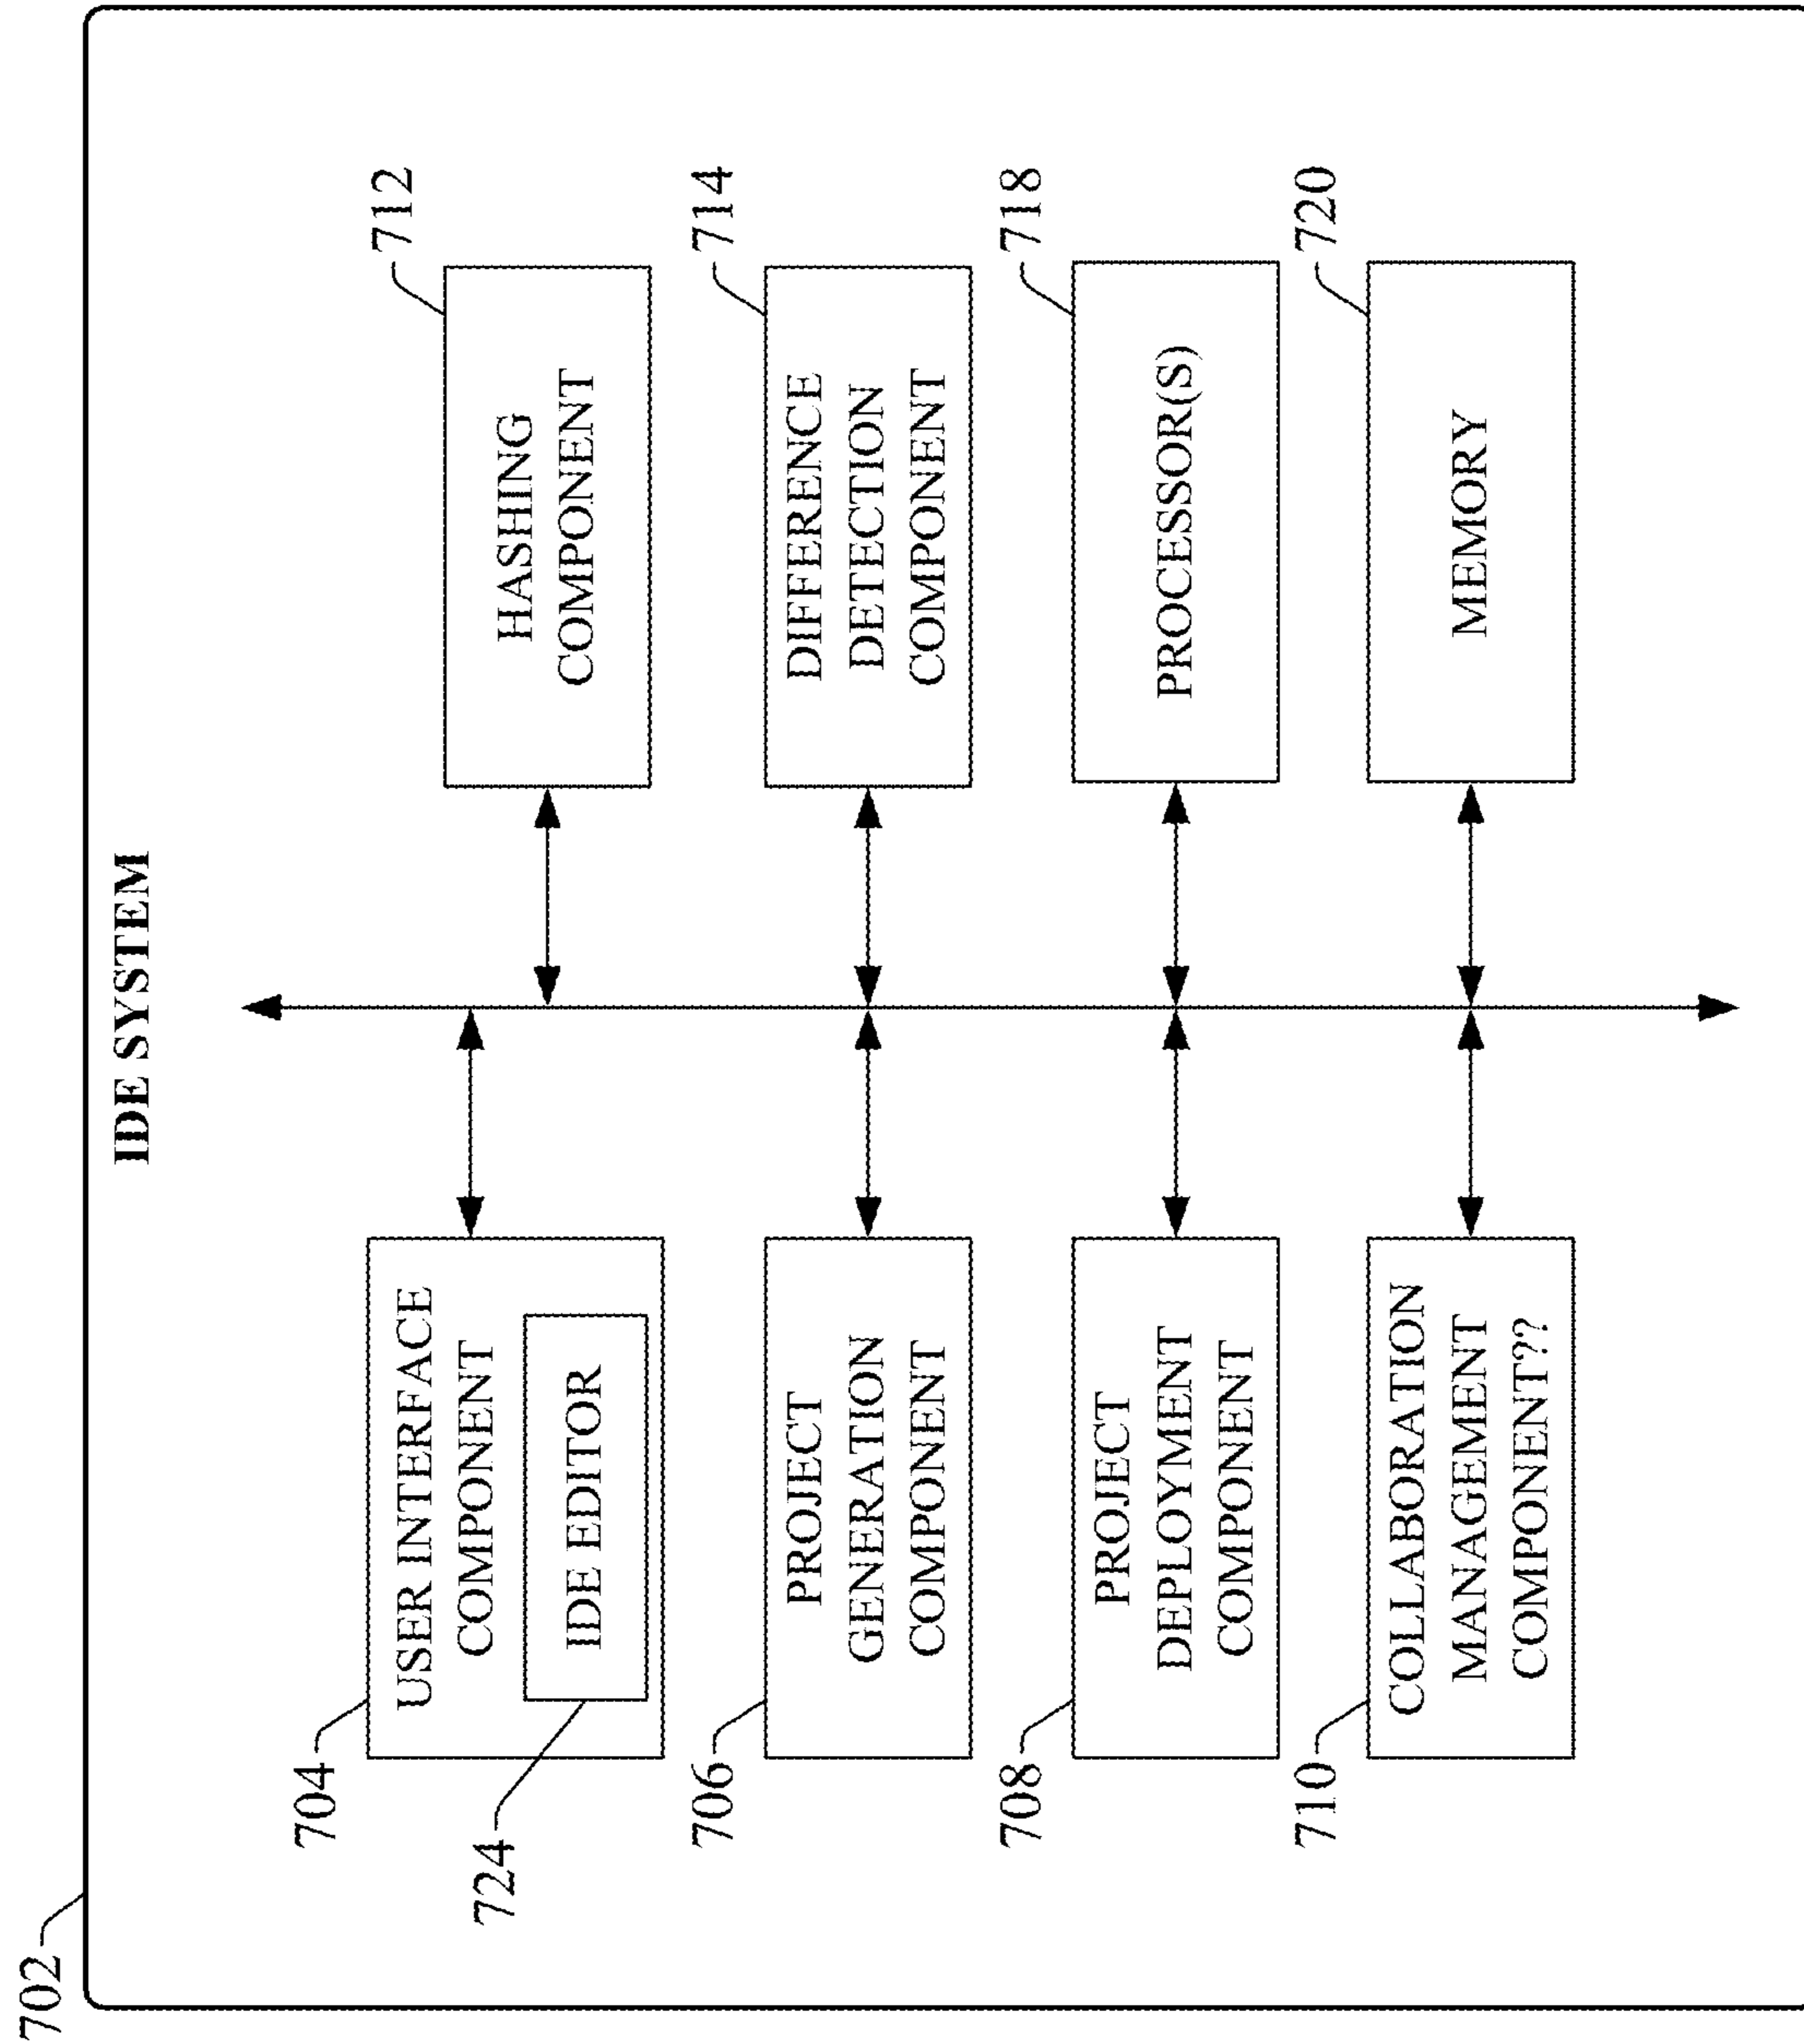 702
IDE SYSTEM
704
USER INTERFACE
COMPONENT
724
IDE EDITOR
706
PROJECT
GENERATION
COMPONENT
708
PROJECT
DEPLOYMENT
COMPONENT
710
COLLABORATION
MANAGEMENT
COMPONENT??
712
HASHING
COMPONENT
714
DIFFERENCE
DETECTION
COMPONENT
718
PROCESSOR(S)
720
MEMORY